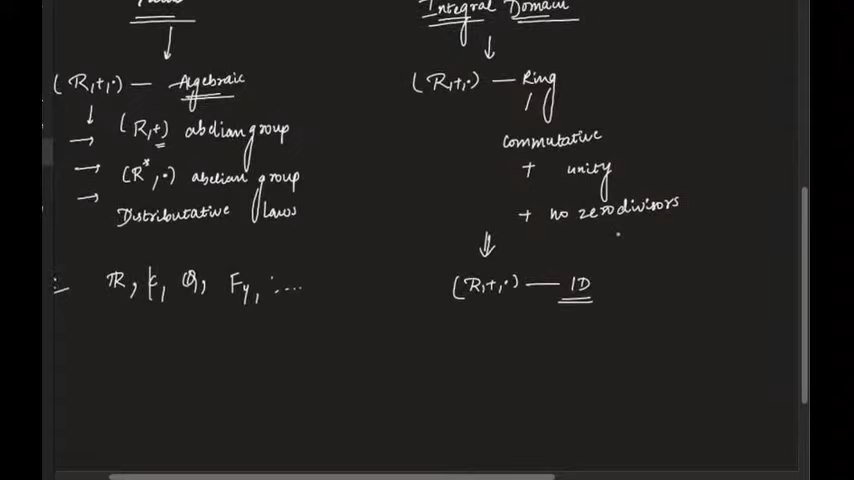 Integral Domain
(R,+,·) — Algebraic
(R,+) abelian group
(R*,·) abelian group
Distributative laws
ℝ, ℂ, ℚ, F₄, ....
(R,+,·) — Ring
commutative
+ unity
+ no zero divisors
(R,+,·) — ID